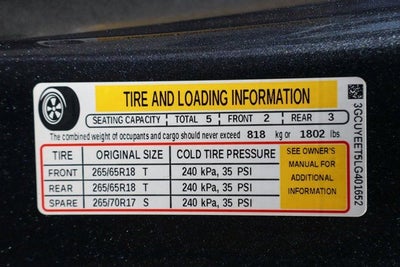 TIRE AND LOADING INFORMATION
SEATING CAPACITY TOTAL 5 FRONT 2 REAR 3
The combined weight of occupants and cargo should never exceed 818 kg or 1802 lbs
TIRE ORIGINAL SIZE COLD TIRE PRESSURE
FRONT 265/65R18 T 240 kPa, 35 PSI
REAR 265/65R18 T 240 kPa, 35 PSI
SPARE 265/70R17 S 240 kPa, 35 PSI
SEE OWNER'S
MANUAL FOR
ADDITIONAL
INFORMATION
3GCUYEET5LG401652